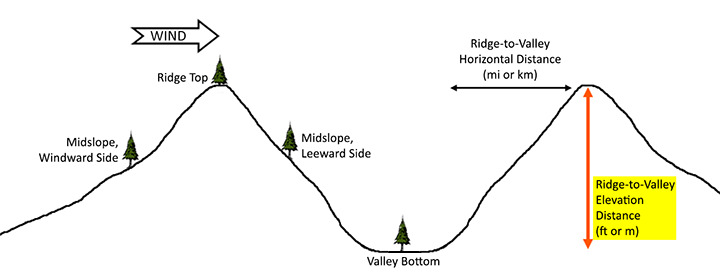 WIND
Ridge Top
Midslope,
Windward Side
Midslope,
Leeward Side
Valley Bottom
Ridge-to-Valley
Horizontal Distance
(mi or km)
Ridge-to-Valley
Elevation
Distance
(ft or m)